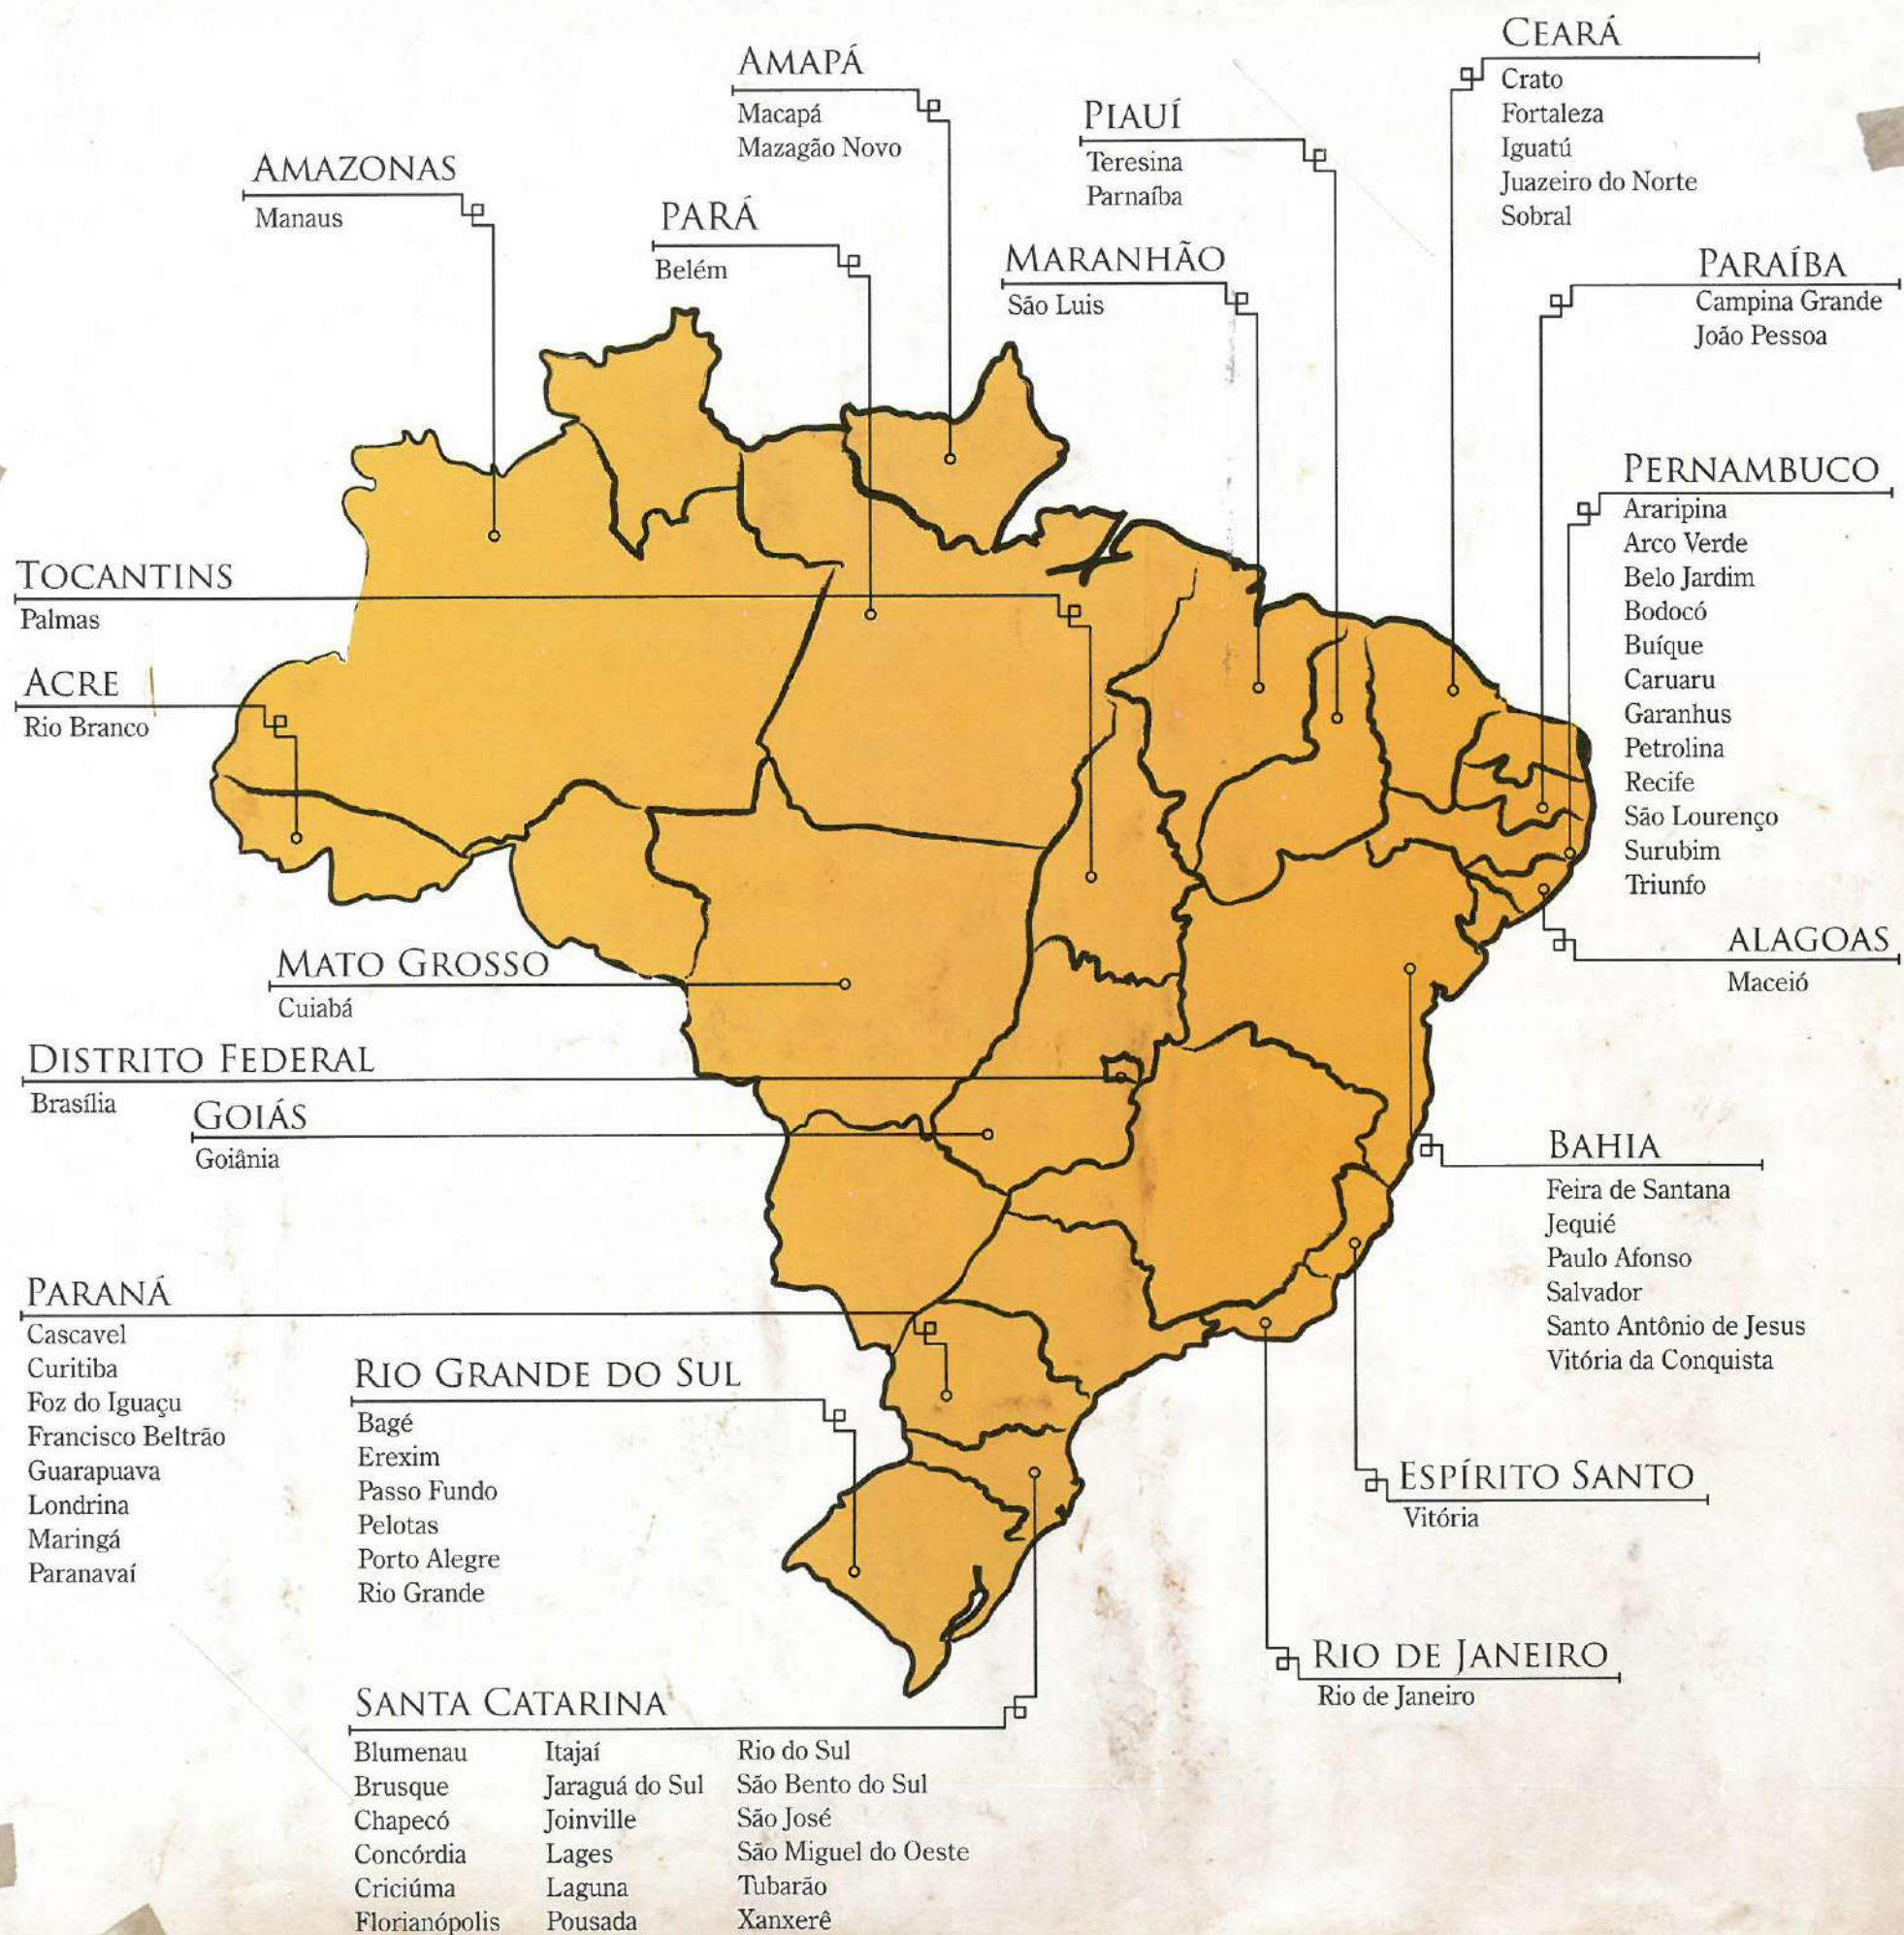 CEARÁ
Crato
Fortaleza
Iguatú
Juazeiro do Norte
Sobral
AMAPÁ
Macapá
Mazagão Novo
PIAUÍ
Teresina
Parnaíba
AMAZONAS
Manaus
PARÁ
Belém
MARANHÃO
São Luis
PARAÍBA
Campina Grande
João Pessoa
PERNAMBUCO
Araripina
Arco Verde
Belo Jardim
Bodocó
Buíque
Caruaru
Garanhus
Petrolina
Recife
São Lourenço
Surubim
Triunfo
TOCANTINS
Palmas
ACRE
Rio Branco
ALAGOAS
Maceió
MATO GROSSO
Cuiabá
DISTRITO FEDERAL
Brasília
GOIÁS
Goiânia
BAHIA
Feira de Santana
Jequié
Paulo Afonso
Salvador
Santo Antônio de Jesus
Vitória da Conquista
PARANÁ
Cascavel
Curitiba
Foz do Iguaçu
Francisco Beltrão
Guarapuava
Londrina
Maringá
Paranavaí
RIO GRANDE DO SUL
Bagé
Erexim
Passo Fundo
Pelotas
Porto Alegre
Rio Grande
ESPÍRITO SANTO
Vitória
RIO DE JANEIRO
Rio de Janeiro
SANTA CATARINA
Blumenau
Brusque
Chapecó
Concórdia
Criciúma
Florianópolis
Itajaí
Jaraguá do Sul
Joinville
Lages
Laguna
Pousada
Rio do Sul
São Bento do Sul
São José
São Miguel do Oeste
Tubarão
Xanxerê